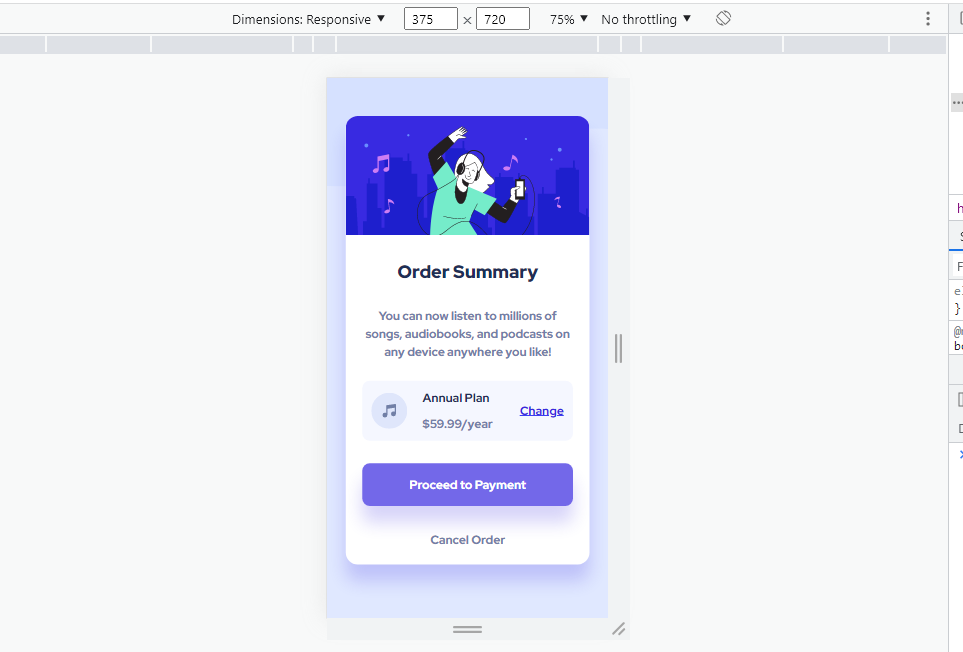 Dimensions: Responsive ▼ 375 × 720 75% ▼ No throttling ▼
Order Summary
You can now listen to millions of
songs, audiobooks, and podcasts on
any device anywhere you like!
Annual Plan
$59.99/year
Change
Proceed to Payment
Cancel Order
}